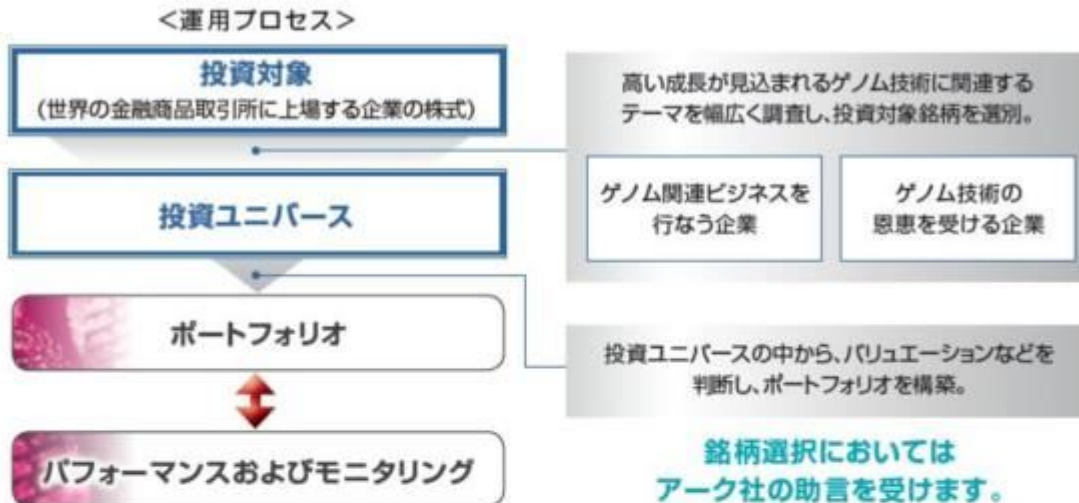 ＜運用プロセス＞
投資対象
(世界の金融商品取引所に上場する企業の株式)
高い成長が見込まれるゲノム技術に関連する
テーマを幅広く調査し、投資対象銘柄を選別。
ゲノム関連ビジネスを
行なう企業
ゲノム技術の
恩恵を受ける企業
投資ユニバース
ポートフォリオ
投資ユニバースの中から、バリュエーションなどを
判断し、ポートフォリオを構築。
パフォーマンスおよびモニタリング
銘柄選択においては
アーク社の助言を受けます。